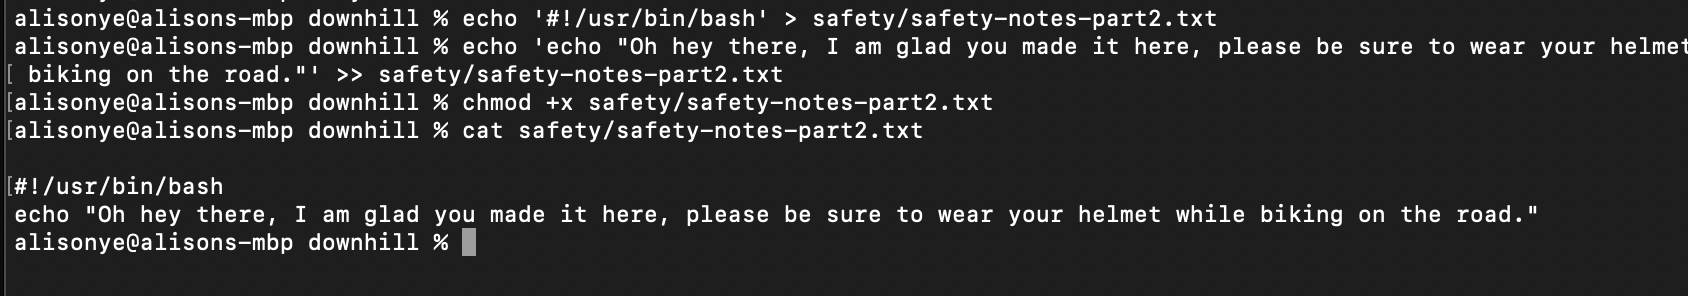 alisonye@alisons-mbp downhill % echo '#!/usr/bin/bash' > safety/safety-notes-part2.txt
alisonye@alisons-mbp downhill % echo 'echo "Oh hey there, I am glad you made it here, please be sure to wear your helmet
[ biking on the road."' >> safety/safety-notes-part2.txt
[alisonye@alisons-mbp downhill % chmod +x safety/safety-notes-part2.txt
[alisonye@alisons-mbp downhill % cat safety/safety-notes-part2.txt
[#!/usr/bin/bash
echo "Oh hey there, I am glad you made it here, please be sure to wear your helmet while biking on the road."
alisonye@alisons-mbp downhill %